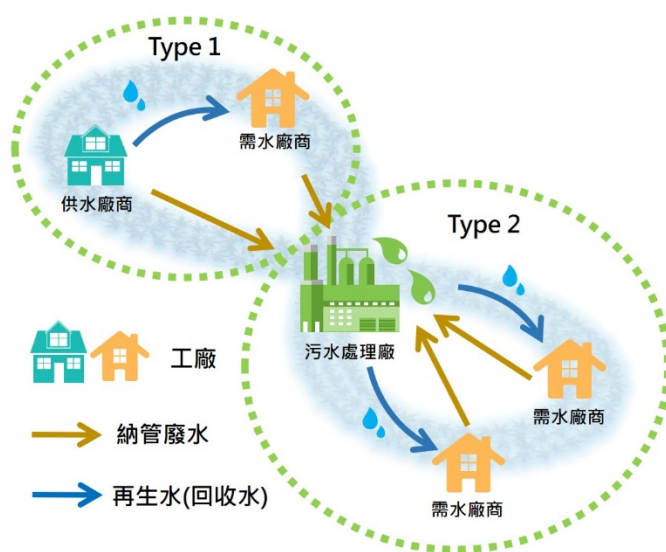 Type 1
需水廠商
供水廠商
Type 2
污水處理廠
需水廠商
需水廠商
工廠
納管廢水
再生水(回收水)